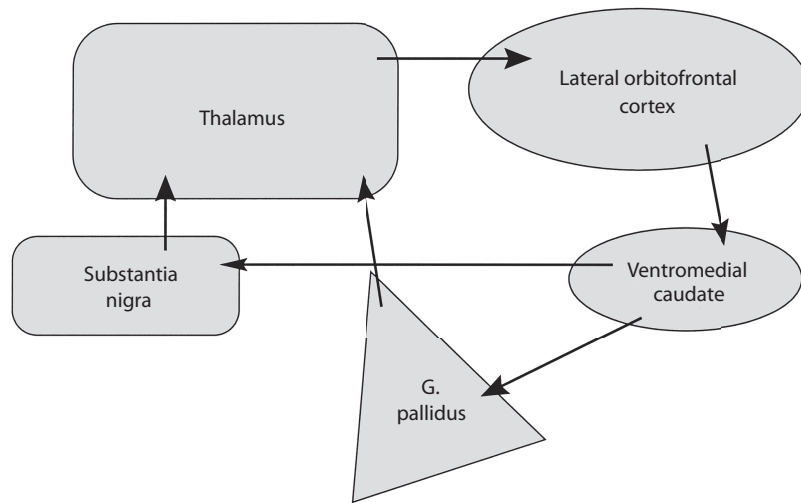 Thalamus
Lateral orbitofrontal
cortex
Substantia
nigra
Ventromedial
caudate
G.
pallidus